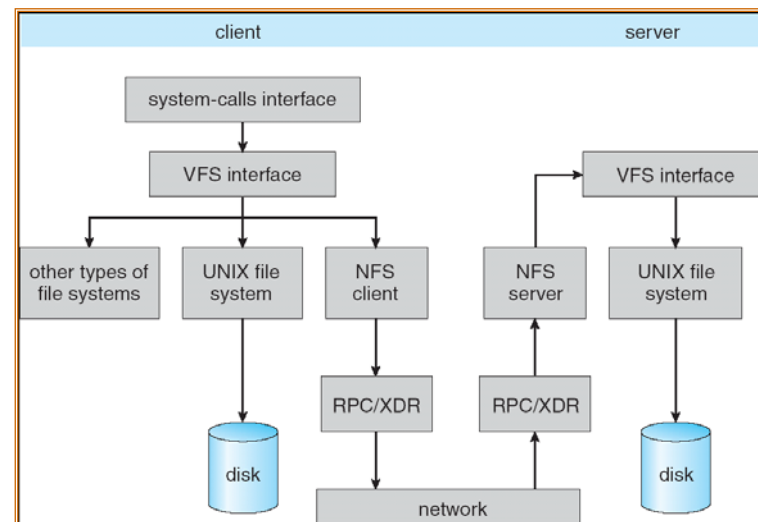 client
server
system-calls interface
VFS interface
VFS interface
other types of
file systems
UNIX file
system
NFS
client
NFS
server
UNIX file
system
RPC/XDR
RPC/XDR
disk
disk
network